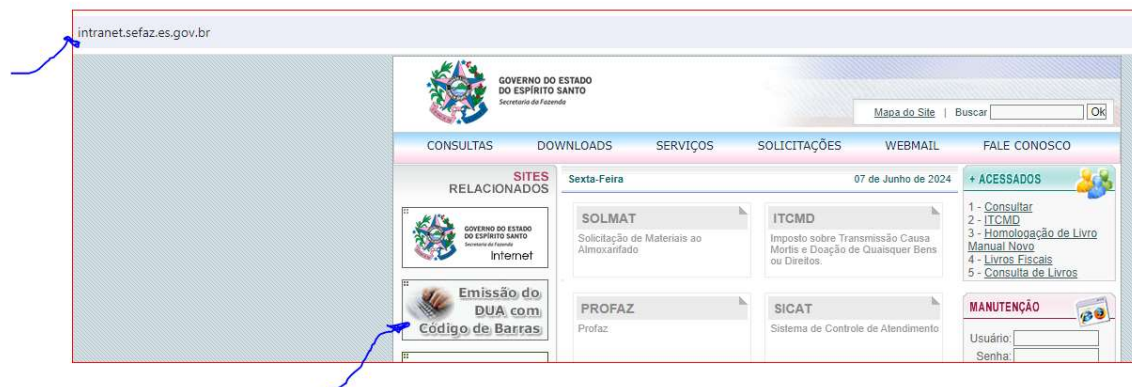 intranet.sefaz.es.gov.br
GOVERNO DO ESTADO
DO ESPÍRITO SANTO
Secretaria da Fazenda
Mapa do Site | Buscar Ok
CONSULTAS DOWNLOADS SERVIÇOS SOLICITAÇÕES WEBMAIL FALE CONOSCO
SITES
RELACIONADOS
GOVERNO DO ESTADO
DO ESPÍRITO SANTO
Secretaria da Fazenda
Internet
Emissão do
DUA com
Código de Barras
Sexta-Feira 07 de Junho de 2024
SOLMAT
Solicitação de Materiais ao
Almoxarifado
ITCMD
Imposto sobre Transmissão Causa
Mortis e Doação de Quaisquer Bens
ou Direitos.
PROFAZ
Profaz
SICAT
Sistema de Controle de Atendimento
+ ACESSADOS
1 - Consultar
2 - ITCMD
3 - Homologação de Livro
Manual Novo
4 - Livros Fiscais
5 - Consulta de Livros
MANUTENÇÃO
Usuário:
Senha: